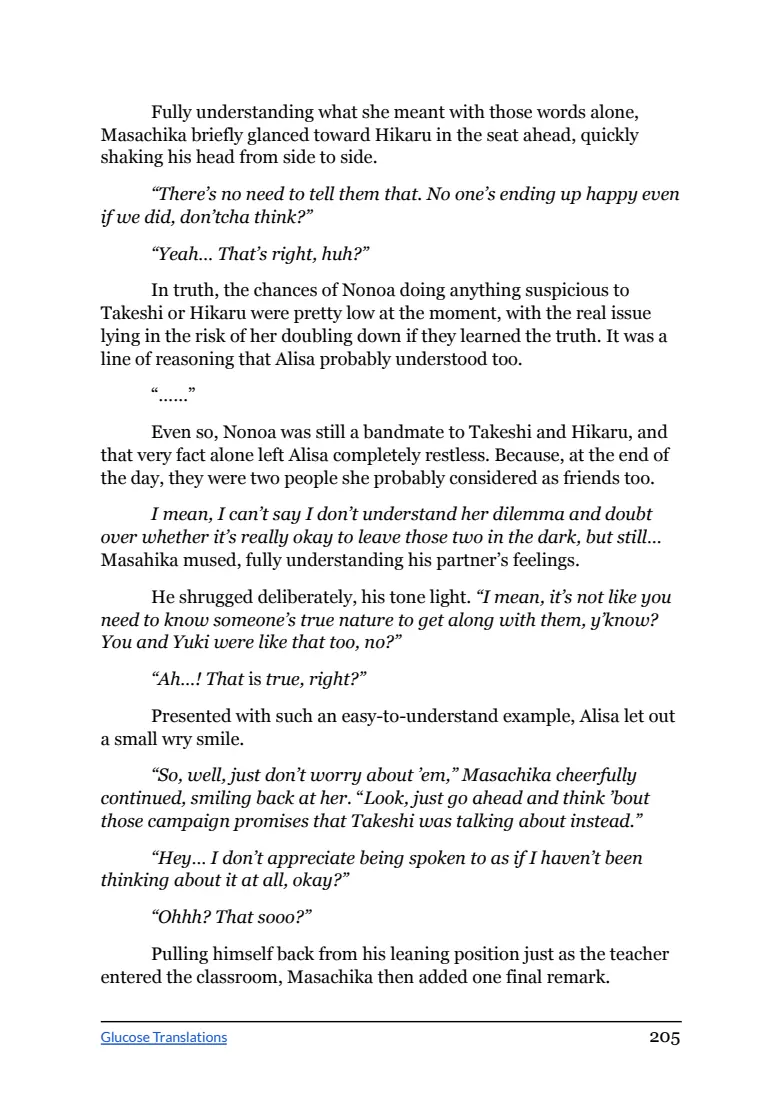 Fully understanding what she meant with those words alone,
Masachika briefly glanced toward Hikaru in the seat ahead, quickly
shaking his head from side to side.
“There’s no need to tell them that. No one’s ending up happy even
if we did, don’tcha think?”
“Yeah… That’s right, huh?”
In truth, the chances of Nonoa doing anything suspicious to
Takeshi or Hikaru were pretty low at the moment, with the real issue
lying in the risk of her doubling down if they learned the truth. It was a
line of reasoning that Alisa probably understood too.
“……”
Even so, Nonoa was still a bandmate to Takeshi and Hikaru, and
that very fact alone left Alisa completely restless. Because, at the end of
the day, they were two people she probably considered as friends too.
I mean, I can’t say I don’t understand her dilemma and doubt
over whether it’s really okay to leave those two in the dark, but still…
Masahika mused, fully understanding his partner’s feelings.
He shrugged deliberately, his tone light. “I mean, it’s not like you
need to know someone’s true nature to get along with them, y’know?
You and Yuki were like that too, no?”
“Ah…! That is true, right?”
Presented with such an easy-to-understand example, Alisa let out
a small wry smile.
“So, well, just don’t worry about ’em,” Masachika cheerfully
continued, smiling back at her. “Look, just go ahead and think ’bout
those campaign promises that Takeshi was talking about instead.”
“Hey… I don’t appreciate being spoken to as if I haven’t been
thinking about it at all, okay?”
“Ohhh? That sooo?”
Pulling himself back from his leaning position just as the teacher
entered the classroom, Masachika then added one final remark.
Glucose Translations
205